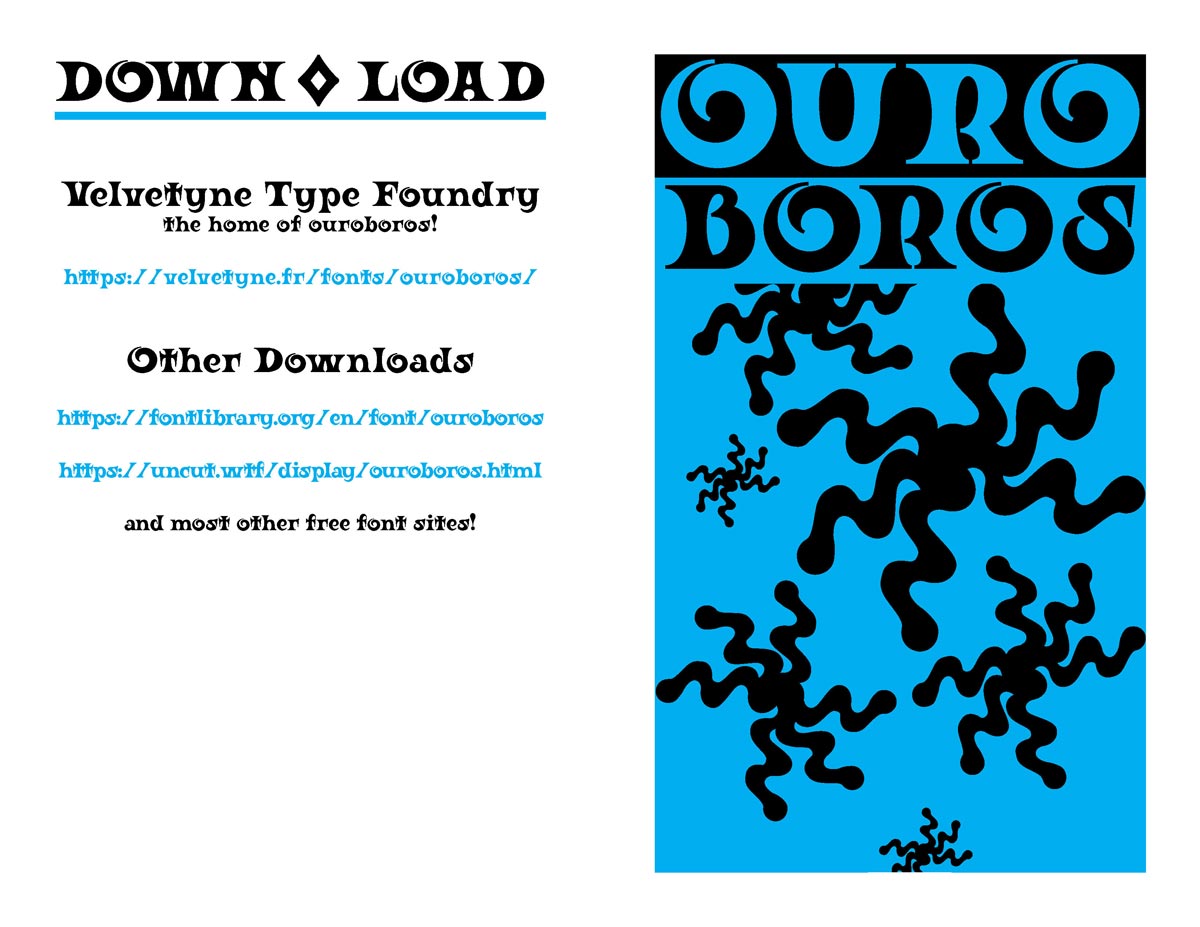 DOWN◊LOAD
Velvetyne Type Foundry
the home of ouroboros!
https://velvetyne.fr/fonts/ouroboros/
Other Downloads
https://fontlibrary.org/en/font/ouroboros
https://uncut.wtf/display/ouroboros.html
and most other free font sites!
OURO
BOROS